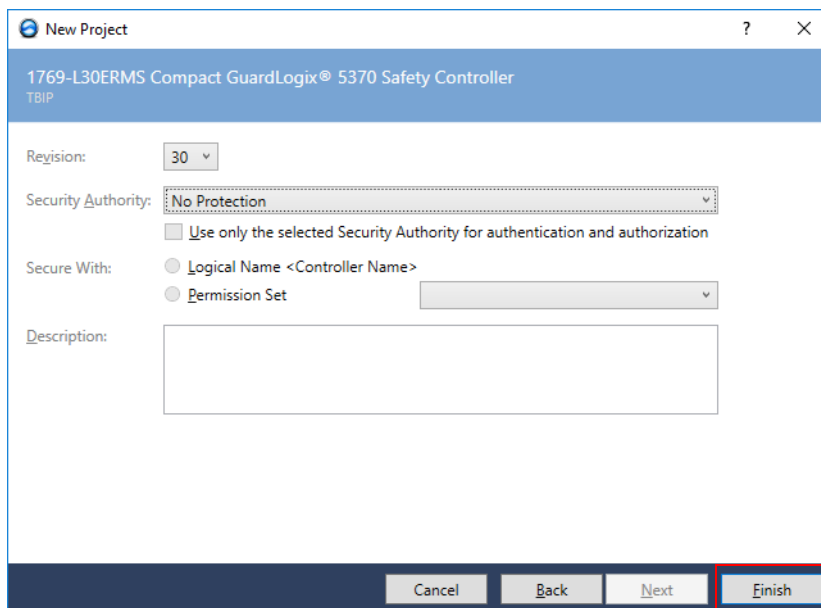 New Project
?
1769-L30ERMS Compact GuardLogix® 5370 Safety Controller
TBIP
Revision: 30
Security Authority: No Protection
Use only the selected Security Authority for authentication and authorization
Secure With: Logical Name <Controller Name>
Permission Set
Description:
Cancel Back Next Finish